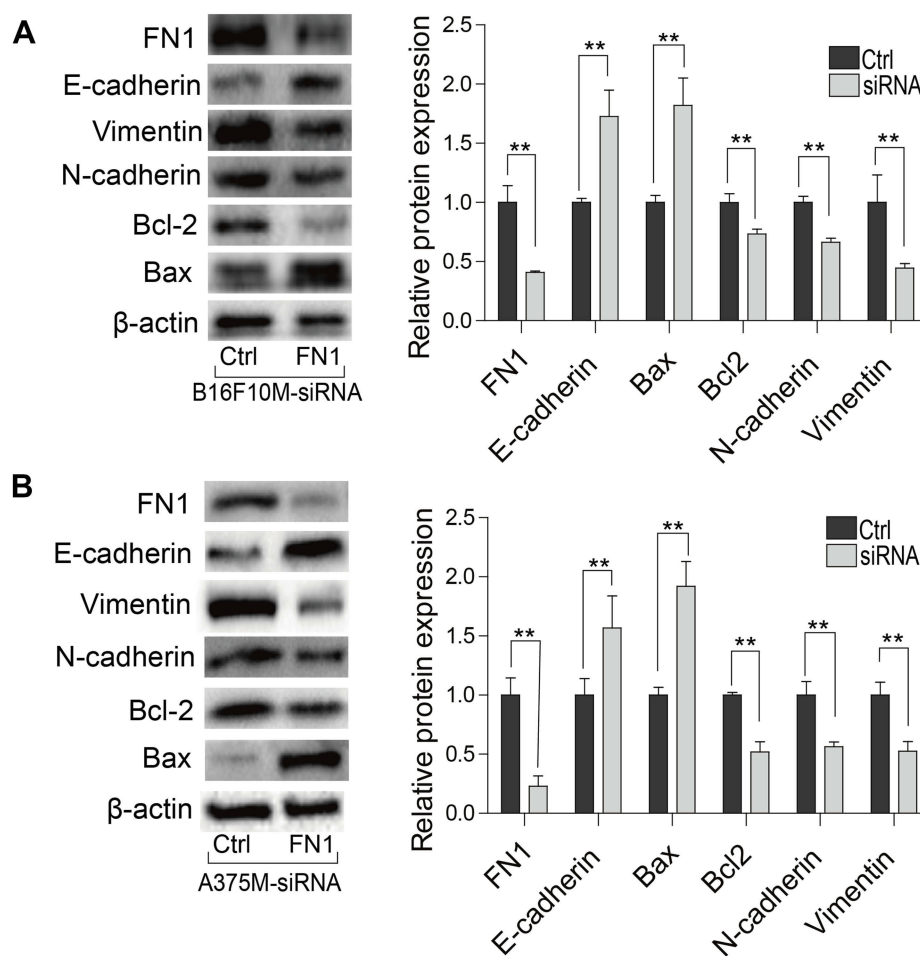 A
FN1
E-cadherin
Vimentin
N-cadherin
Bcl-2
Bax
β-actin
Ctrl FN1
B16F10M-siRNA
Relative protein expression
2.5
2.0
1.5
1.0
0.5
0.0
** ** ** ** ** **
Ctrl
siRNA
FN1
E-cadherin
Bax
Bcl2
N-cadherin
Vimentin
B
FN1
E-cadherin
Vimentin
N-cadherin
Bcl-2
Bax
β-actin
Ctrl FN1
A375M-siRNA
Relative protein expression
2.5
2.0
1.5
1.0
0.5
0.0
** ** ** ** ** **
Ctrl
siRNA
FN1
E-cadherin
Bax
Bcl2
N-cadherin
Vimentin